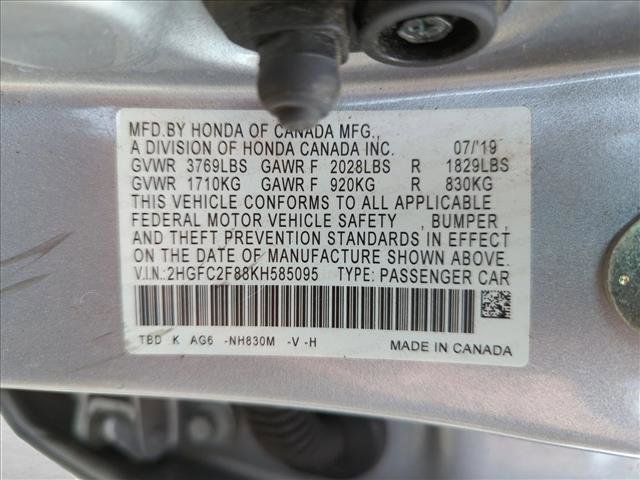 MFD.BY HONDA OF CANADA MFG.,
A DIVISION OF HONDA CANADA INC. 07/'19
GVWR 3769LBS GAWR F 2028LBS R 1829LBS
GVWR 1710KG GAWR F 920KG R 830KG
THIS VEHICLE CONFORMS TO ALL APPLICABLE
FEDERAL MOTOR VEHICLE SAFETY , BUMPER,
AND THEFT PREVENTION STANDARDS IN EFFECT
ON THE DATE OF MANUFACTURE SHOWN ABOVE.
V.I.N.:2HGFC2F88KH585095 TYPE: PASSENGER CAR
TBD K AG6 -NH830M -V -H
MADE IN CANADA